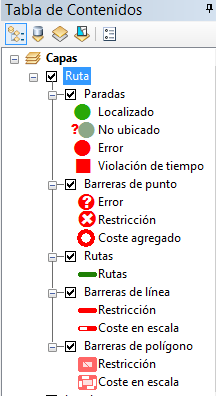 Tabla de Contenidos
Capas
Ruta
Paradas
Localizado
No ubicado
Error
Violación de tiempo
Barreras de punto
Error
Restricción
Coste agregado
Rutas
Rutas
Barreras de línea
Restricción
Coste en escala
Barreras de polígono
Restricción
Coste en escala